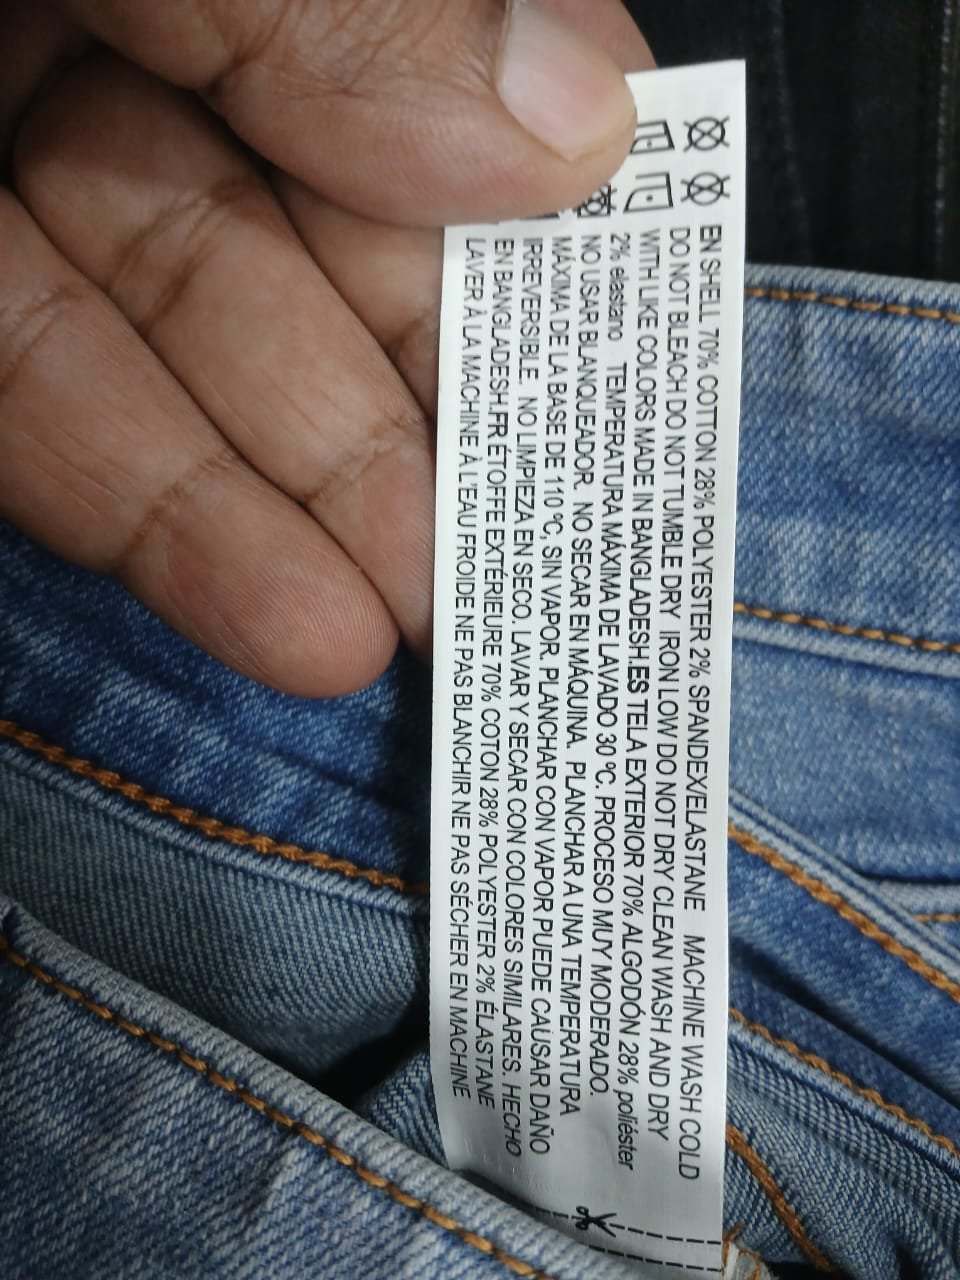 EN SHELL 70% COTTON 28% POLYESTER 2% SPANDEX/ELASTANE MACHINE WASH COLD
DO NOT BLEACH DO NOT TUMBLE DRY IRON LOW DO NOT DRY CLEAN WASH AND DRY
WITH LIKE COLORS MADE IN BANGLADESH.ES TELA EXTERIOR 70% ALGODÓN 28% poliéster
2% elastano TEMPERATURA MÁXIMA DE LAVADO 30 ºC. PROCESO MUY MODERADO.
NO USAR BLANQUEADOR. NO SECAR EN MÁQUINA. PLANCHAR A UNA TEMPERATURA
MÁXIMA DE LA BASE DE 110 ºC, SIN VAPOR. PLANCHAR CON VAPOR PUEDE CAUSAR DAÑO
IRREVERSIBLE. NO LIMPIEZA EN SECO. LAVAR Y SECAR CON COLORES SIMILARES. HECHO
EN BANGLADESH.FR ÉTOFFE EXTÉRIEURE 70% COTON 28% POLYESTER 2% ÉLASTANE
LAVER À LA MACHINE À L'EAU FROIDE NE PAS BLANCHIR NE PAS SÉCHER EN MACHINE